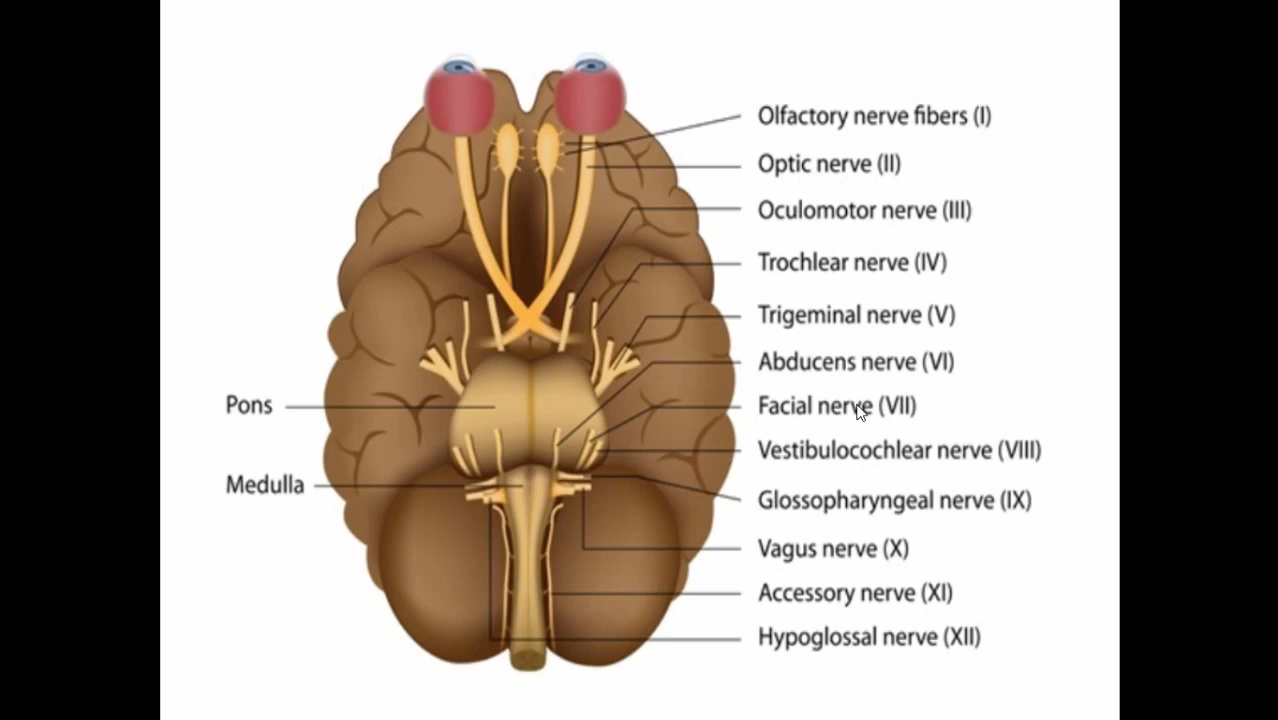 Olfactory nerve fibers (I)
Optic nerve (II)
Oculomotor nerve (III)
Trochlear nerve (IV)
Trigeminal nerve (V)
Abducens nerve (VI)
Pons
Facial nerve (VII)
Vestibulocochlear nerve (VIII)
Medulla
Glossopharyngeal nerve (IX)
Vagus nerve (X)
Accessory nerve (XI)
Hypoglossal nerve (XII)